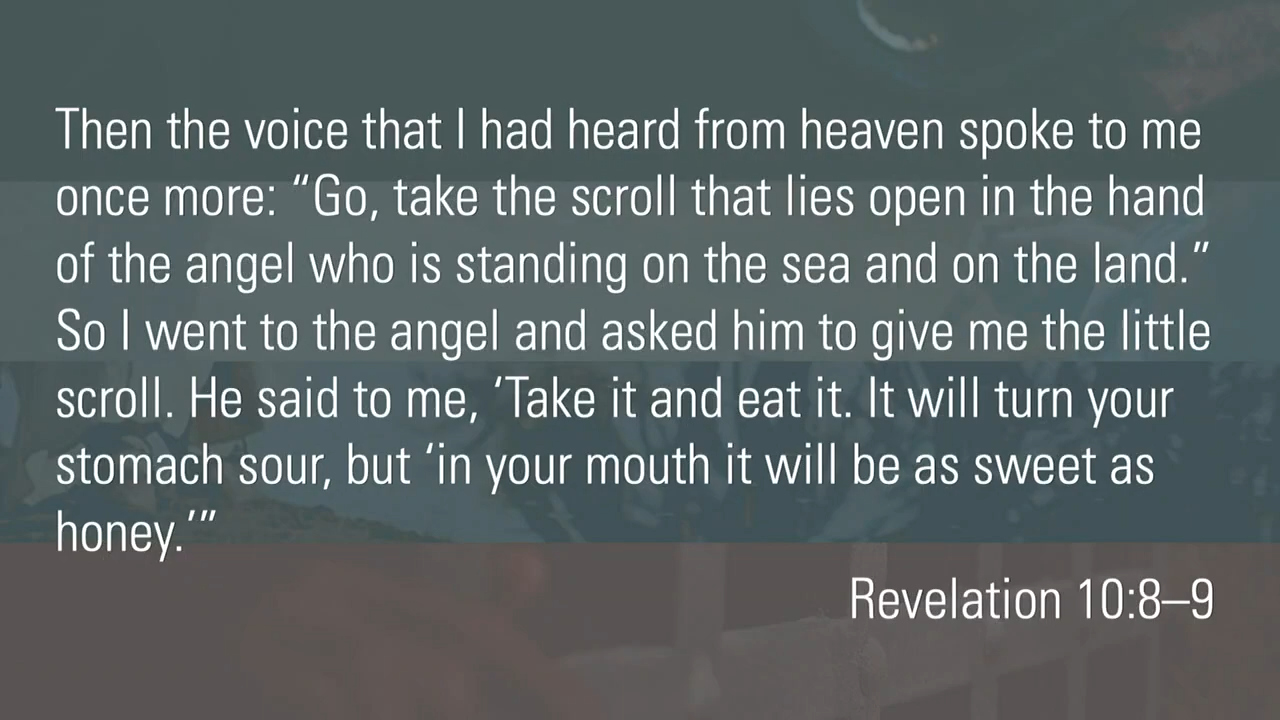 Then the voice that I had heard from heaven spoke to me
once more: “Go, take the scroll that lies open in the hand
of the angel who is standing on the sea and on the land.”
So I went to the angel and asked him to give me the little
scroll. He said to me, ‘Take it and eat it. It will turn your
stomach sour, but ‘in your mouth it will be as sweet as
honey.’”
Revelation 10:8–9